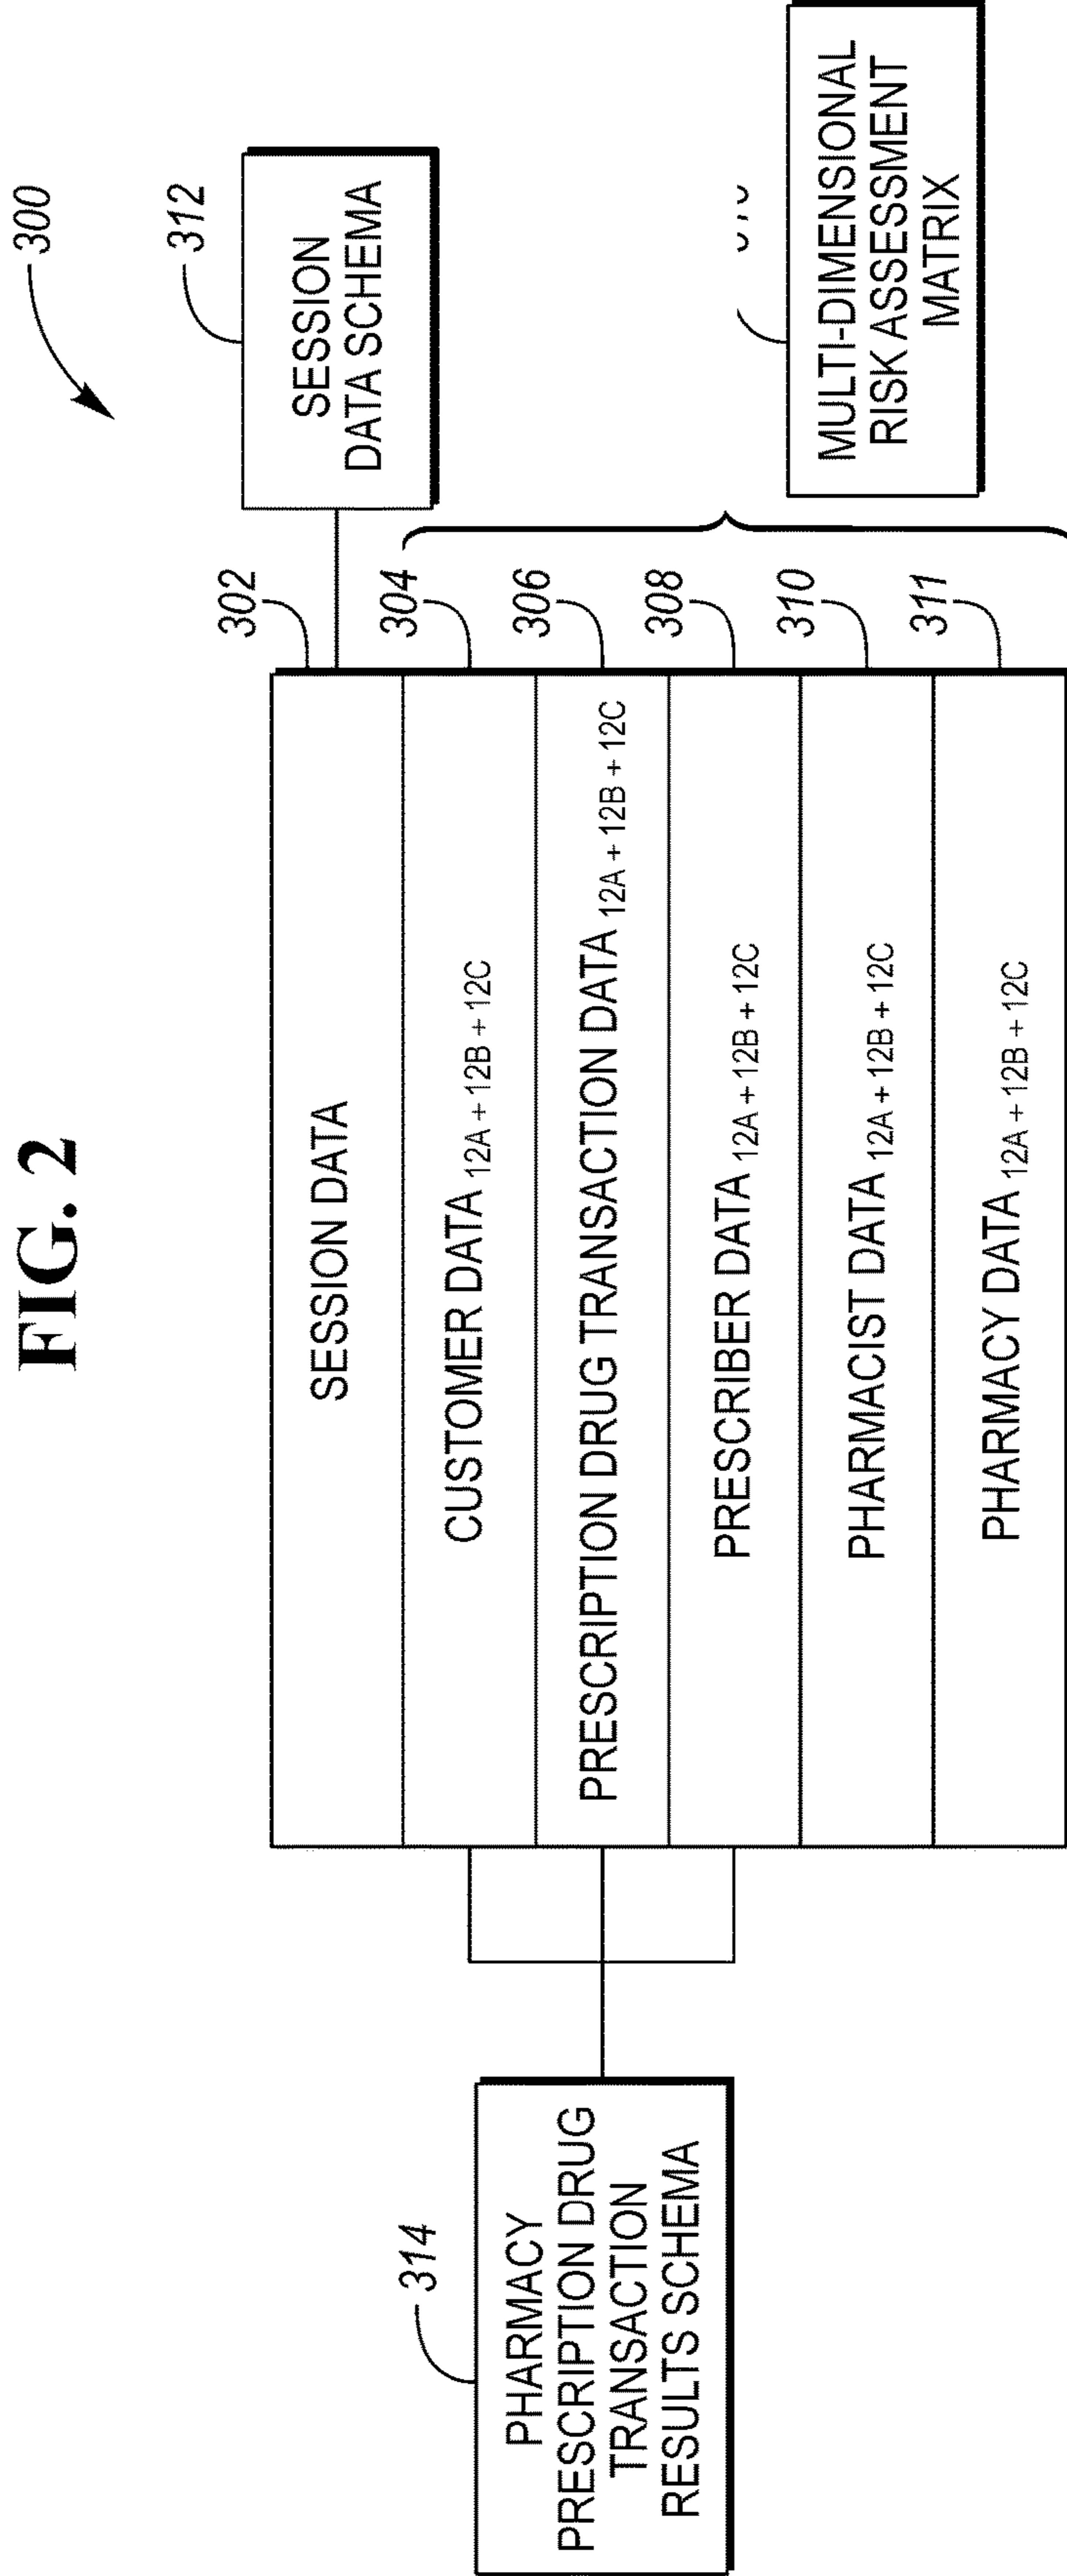 FIG. 2
300
312
SESSION
DATA SCHEMA
302
304
306
308
310
311
SESSION DATA
CUSTOMER DATA 12A + 12B + 12C
PRESCRIPTION DRUG TRANSACTION DATA 12A + 12B + 12C
PRESCRIBER DATA 12A + 12B + 12C
PHARMACIST DATA 12A + 12B + 12C
PHARMACY DATA 12A + 12B + 12C
314
PHARMACY
PRESCRIPTION DRUG
TRANSACTION
RESULTS SCHEMA
MULTI-DIMENSIONAL
RISK ASSESSMENT
MATRIX